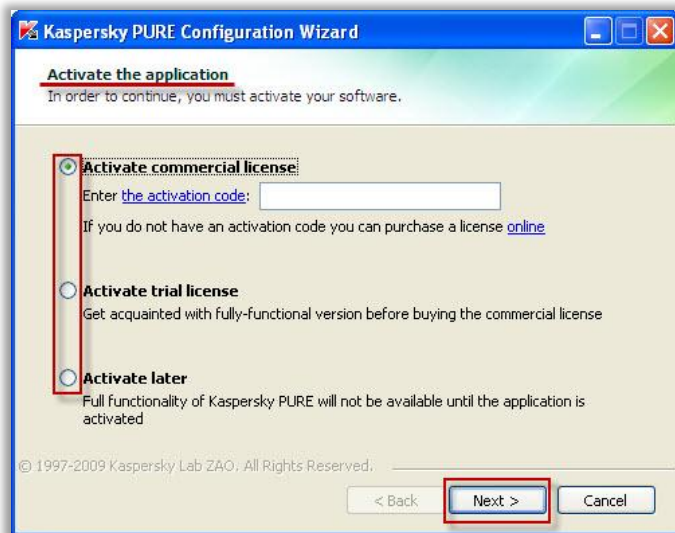 Kaspersky PURE Configuration Wizard
Activate the application
In order to continue, you must activate your software.
Activate commercial license
Enter the activation code:
If you do not have an activation code you can purchase a license online
Activate trial license
Get acquainted with fully-functional version before buying the commercial license
Activate later
Full functionality of Kaspersky PURE will not be available until the application is
activated
© 1997-2009 Kaspersky Lab ZAO. All Rights Reserved.
< Back Next > Cancel